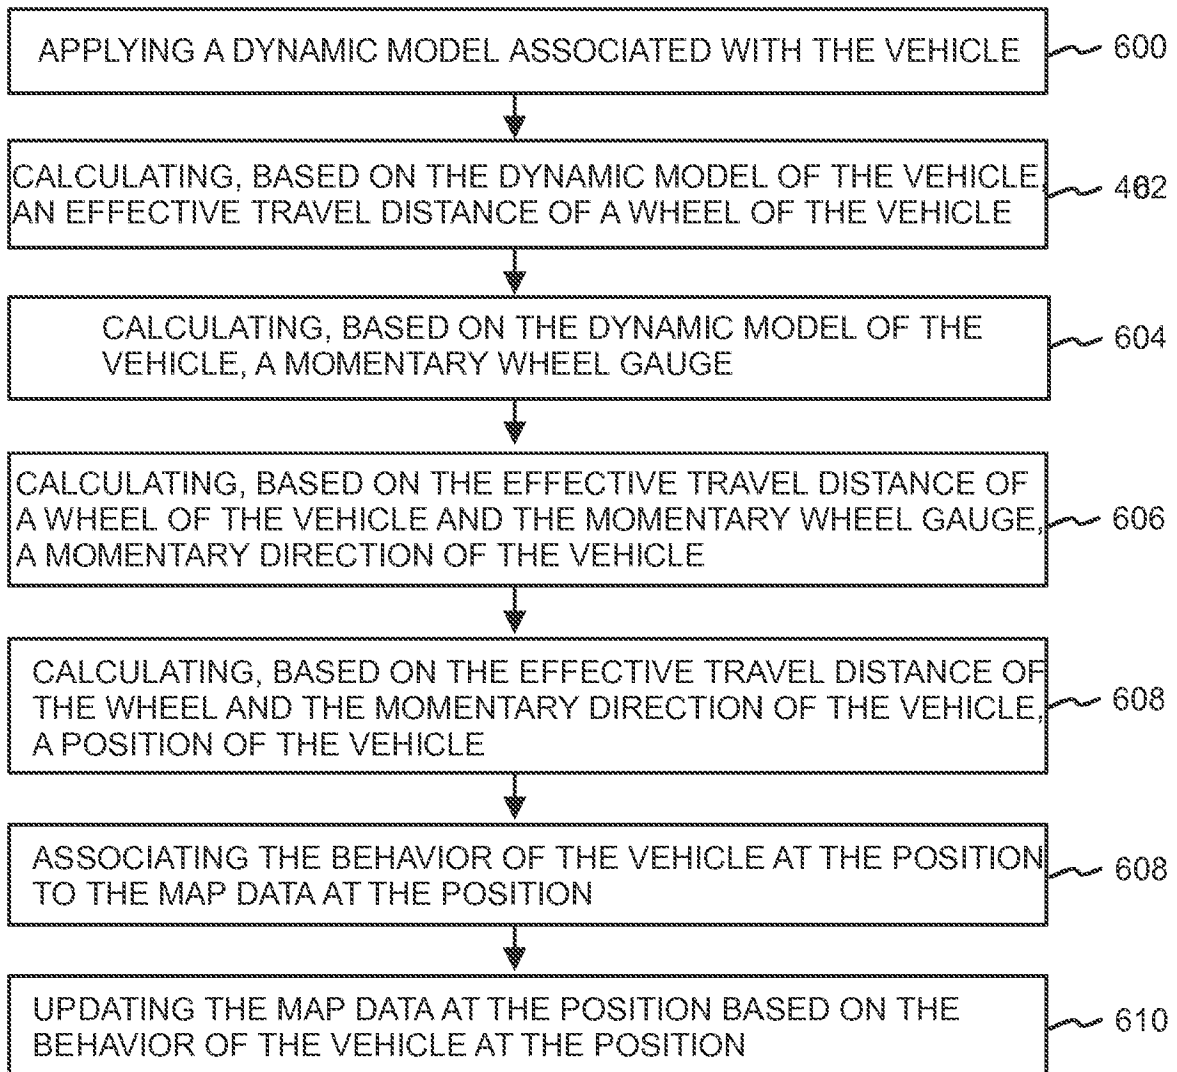 APPLYING A DYNAMIC MODEL ASSOCIATED WITH THE VEHICLE 600
CALCULATING, BASED ON THE DYNAMIC MODEL OF THE VEHICLE,
AN EFFECTIVE TRAVEL DISTANCE OF A WHEEL OF THE VEHICLE
462
CALCULATING, BASED ON THE DYNAMIC MODEL OF THE
VEHICLE, A MOMENTARY WHEEL GAUGE
604
CALCULATING, BASED ON THE EFFECTIVE TRAVEL DISTANCE OF
A WHEEL OF THE VEHICLE AND THE MOMENTARY WHEEL GAUGE,
A MOMENTARY DIRECTION OF THE VEHICLE
606
CALCULATING, BASED ON THE EFFECTIVE TRAVEL DISTANCE OF
THE WHEEL AND THE MOMENTARY DIRECTION OF THE VEHICLE,
A POSITION OF THE VEHICLE
608
ASSOCIATING THE BEHAVIOR OF THE VEHICLE AT THE POSITION
TO THE MAP DATA AT THE POSITION
608
UPDATING THE MAP DATA AT THE POSITION BASED ON THE
BEHAVIOR OF THE VEHICLE AT THE POSITION
610